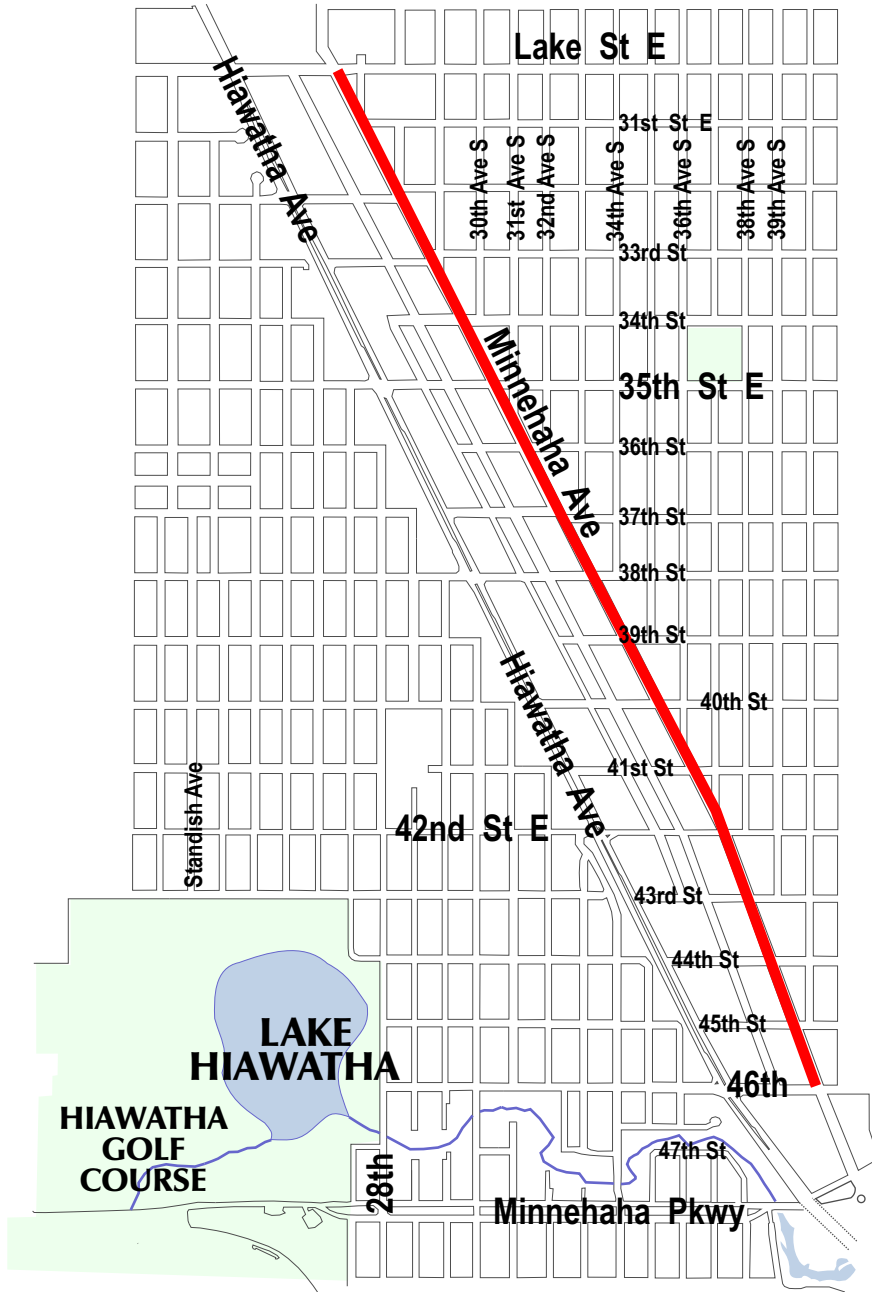 Lake St E
Hiawatha Ave
31st St E
30th Ave S
31st Ave S
32nd Ave S
34th Ave S
36th Ave S
38th Ave S
39th Ave S
33rd St
34th St
Minnehaha Ave
35th St E
36th St
37th St
38th St
39th St
Hiawatha Ave
40th St
41st St
Standish Ave
42nd St E
43rd St
44th St
45th St
LAKE
HIAWATHA
46th
HIAWATHA
GOLF
COURSE
47th St
28th
Minnehaha Pkwy